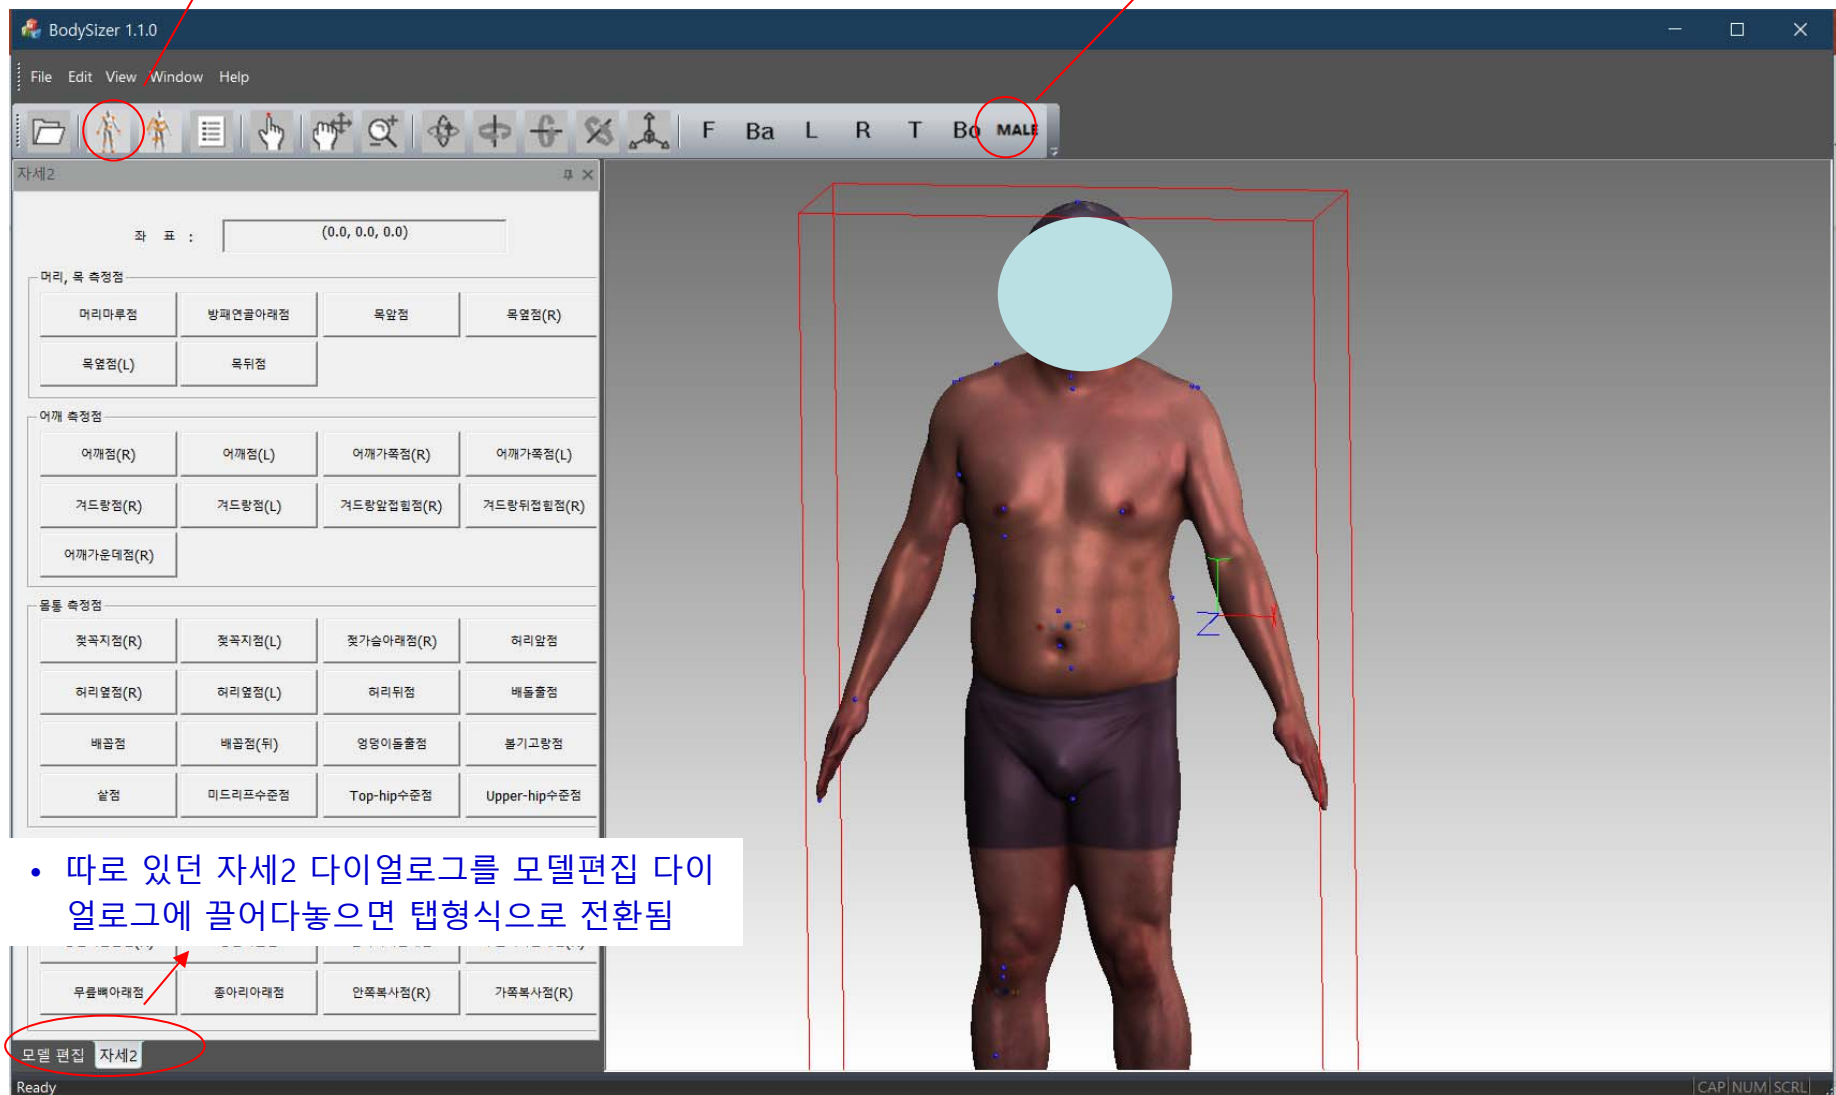 BodySizer 1.1.0
File Edit View Window Help
F Ba L R T Bo MALE
자세2
좌 표 : (0.0, 0.0, 0.0)
머리, 목 측정점
머리마루점 방패연골아래점 목앞점 목옆점(R)
목옆점(L) 목뒤점
어깨 측정점
어깨점(R) 어깨점(L) 어깨가쪽점(R) 어깨가쪽점(L)
겨드랑점(R) 겨드랑점(L) 겨드랑앞접힘점(R) 겨드랑뒤접힘점(R)
어깨가운데점(R)
몸통 측정점
젖꼭지점(R) 젖꼭지점(L) 젖가슴아래점(R) 허리앞점
허리옆점(R) 허리옆점(L) 허리뒤점 배돌출점
배꼽점 배꼽점(뒤) 엉덩이돌출점 볼기고랑점
샅점 미드리프수준점 Top-hip수준점 Upper-hip수준점
• 따로 있던 자세2 다이얼로그를 모델편집 다이
얼로그에 끌어다놓으면 탭형식으로 전환됨
무릎뼈아래점 종아리아래점 안쪽복사점(R) 가쪽복사점(R)
모델 편집 자세2
Ready
CAP NUM SCRL
Z